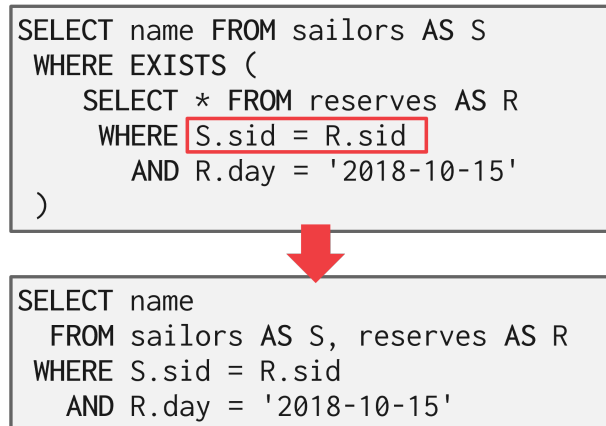 SELECT name FROM sailors AS S
WHERE EXISTS (
SELECT * FROM reserves AS R
WHERE S.sid = R.sid
AND R.day = '2018-10-15'
)
SELECT name
FROM sailors AS S, reserves AS R
WHERE S.sid = R.sid
AND R.day = '2018-10-15'